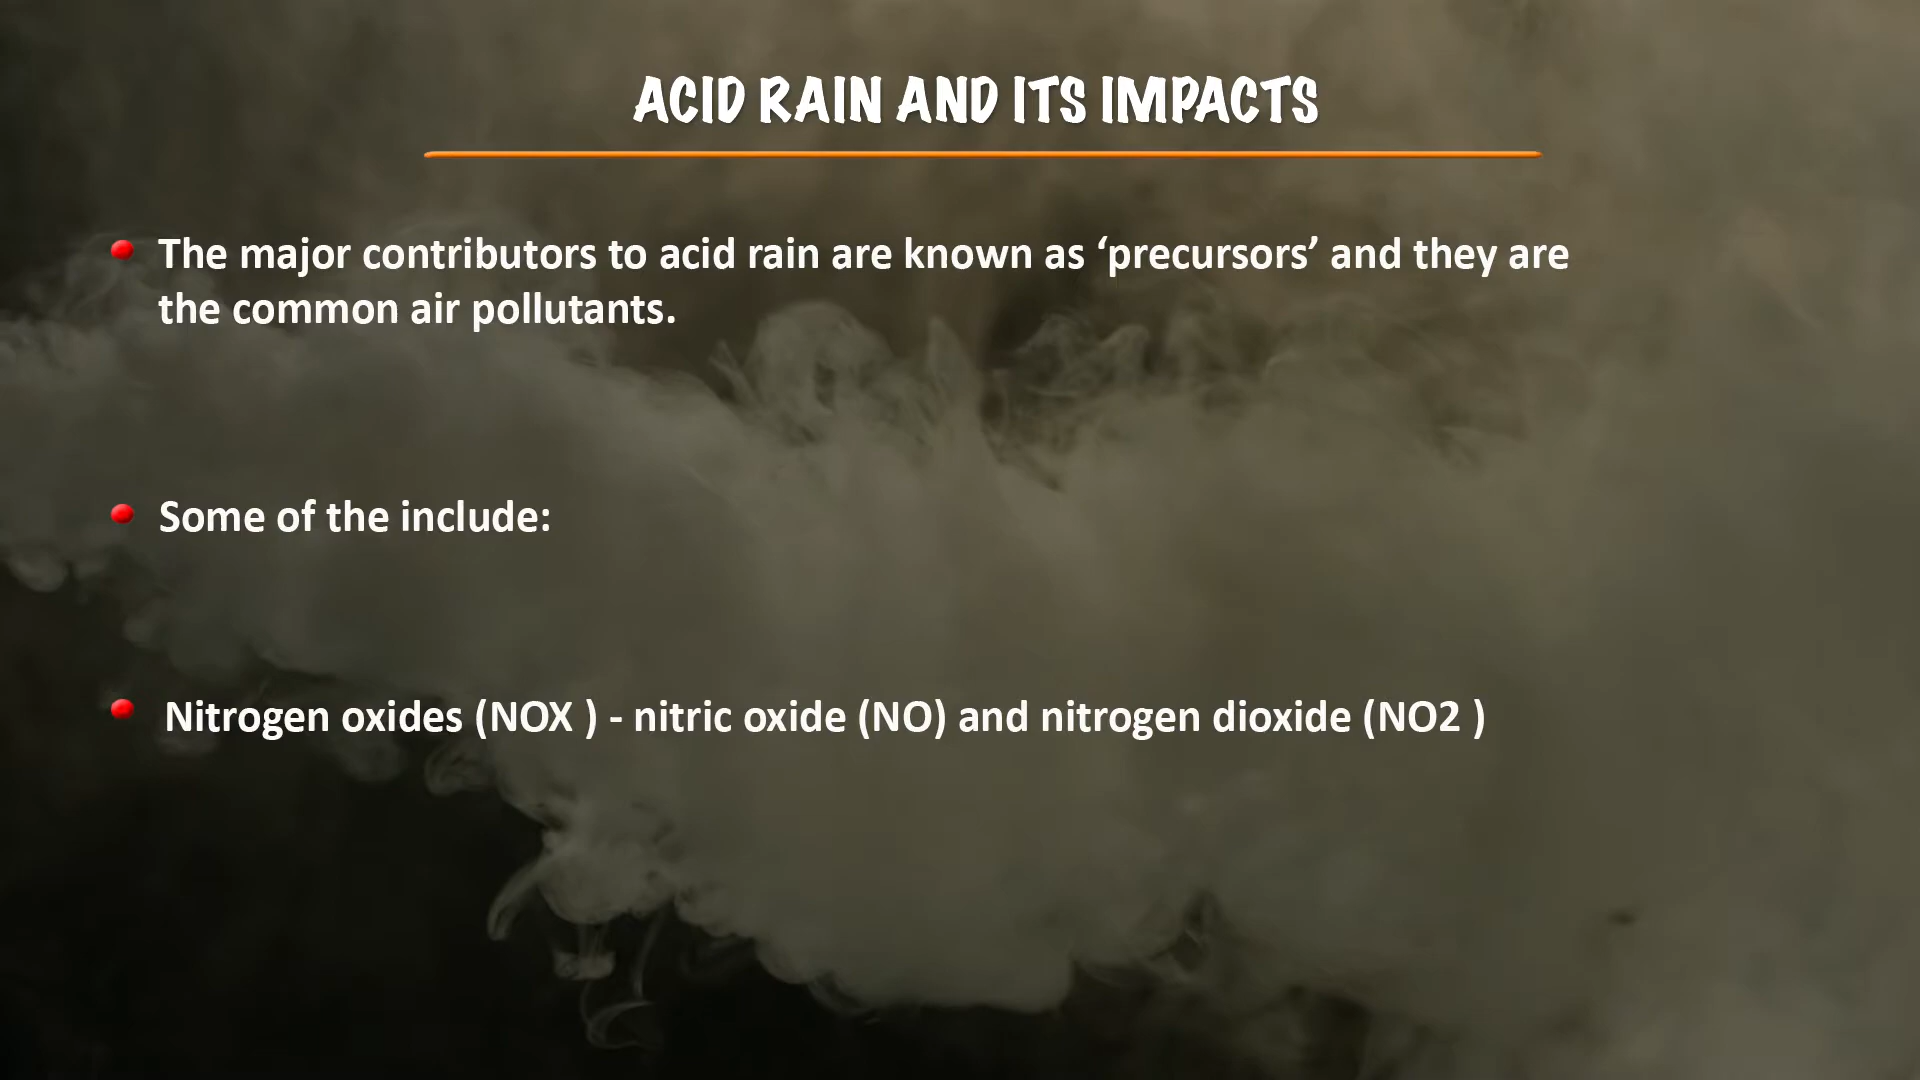 ACID RAIN AND ITS IMPACTS
The major contributors to acid rain are known as ‘precursors’ and they are
the common air pollutants.
Some of the include:
Nitrogen oxides (NOX ) - nitric oxide (NO) and nitrogen dioxide (NO2 )